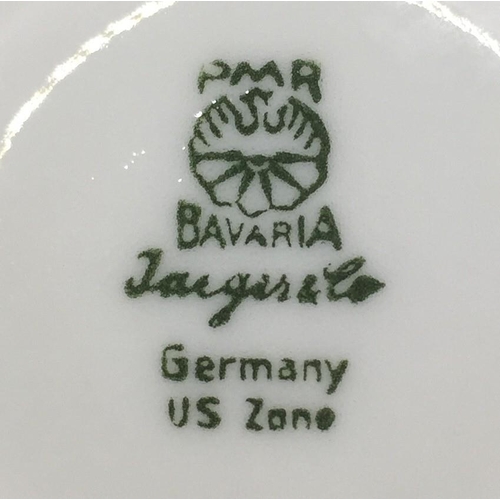 PMR
BAVARIA
Jaeger & Co
Germany
US Zone